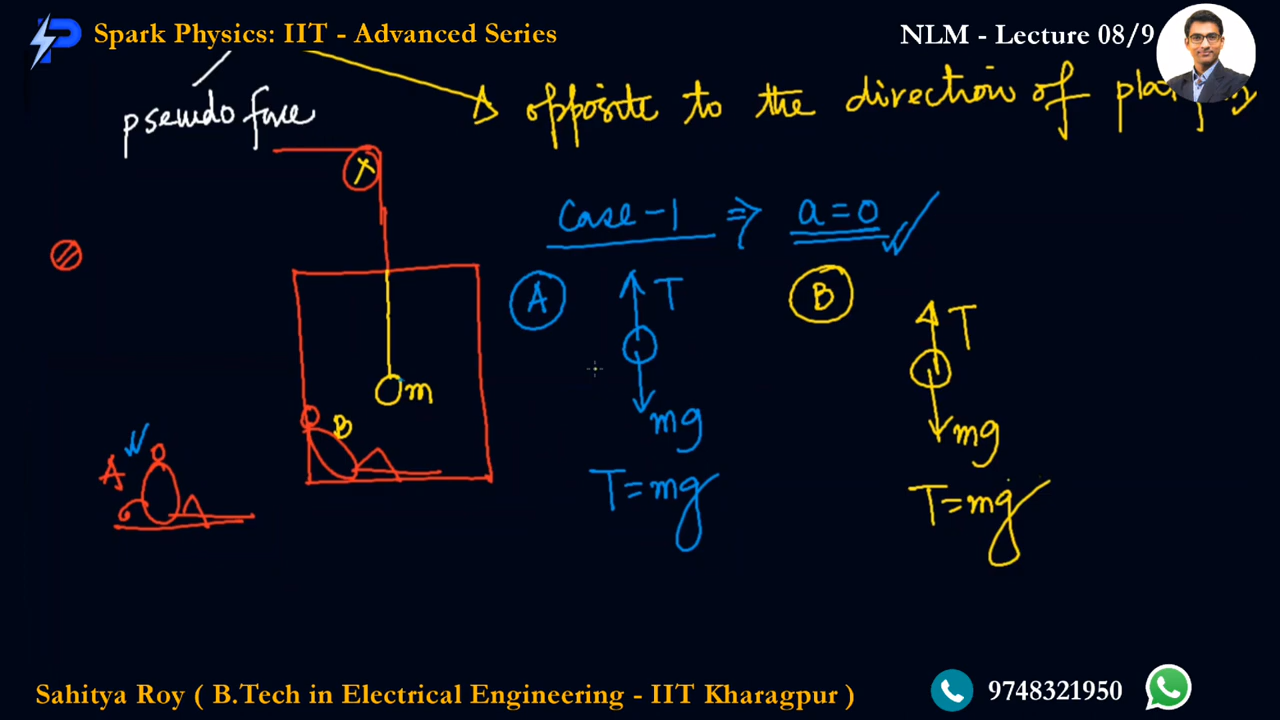 Spark Physics: IIT - Advanced Series
NLM - Lecture 08/9
pseudo force
opposite to the direction of
X
Case-1 ⇒ a=0
A
T
mg
T=mg
B
T
mg
T=mg
m
B
A
Sahitya Roy ( B.Tech in Electrical Engineering - IIT Kharagpur )
9748321950